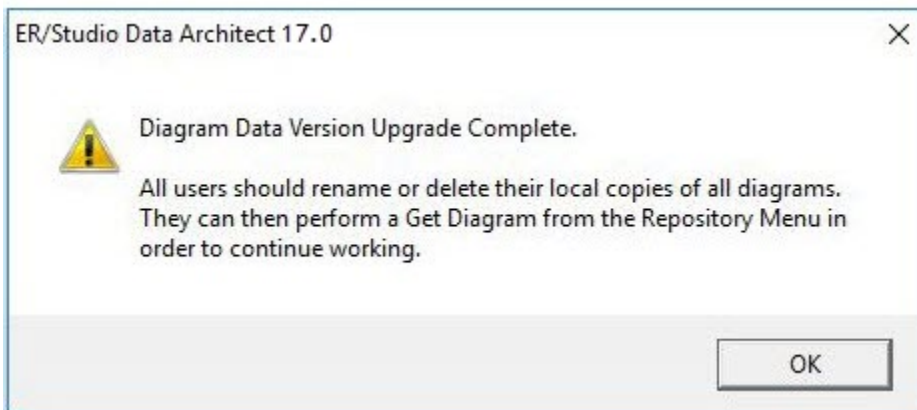 ER/Studio Data Architect 17.0
Diagram Data Version Upgrade Complete.
All users should rename or delete their local copies of all diagrams.
They can then perform a Get Diagram from the Repository Menu in
order to continue working.
OK